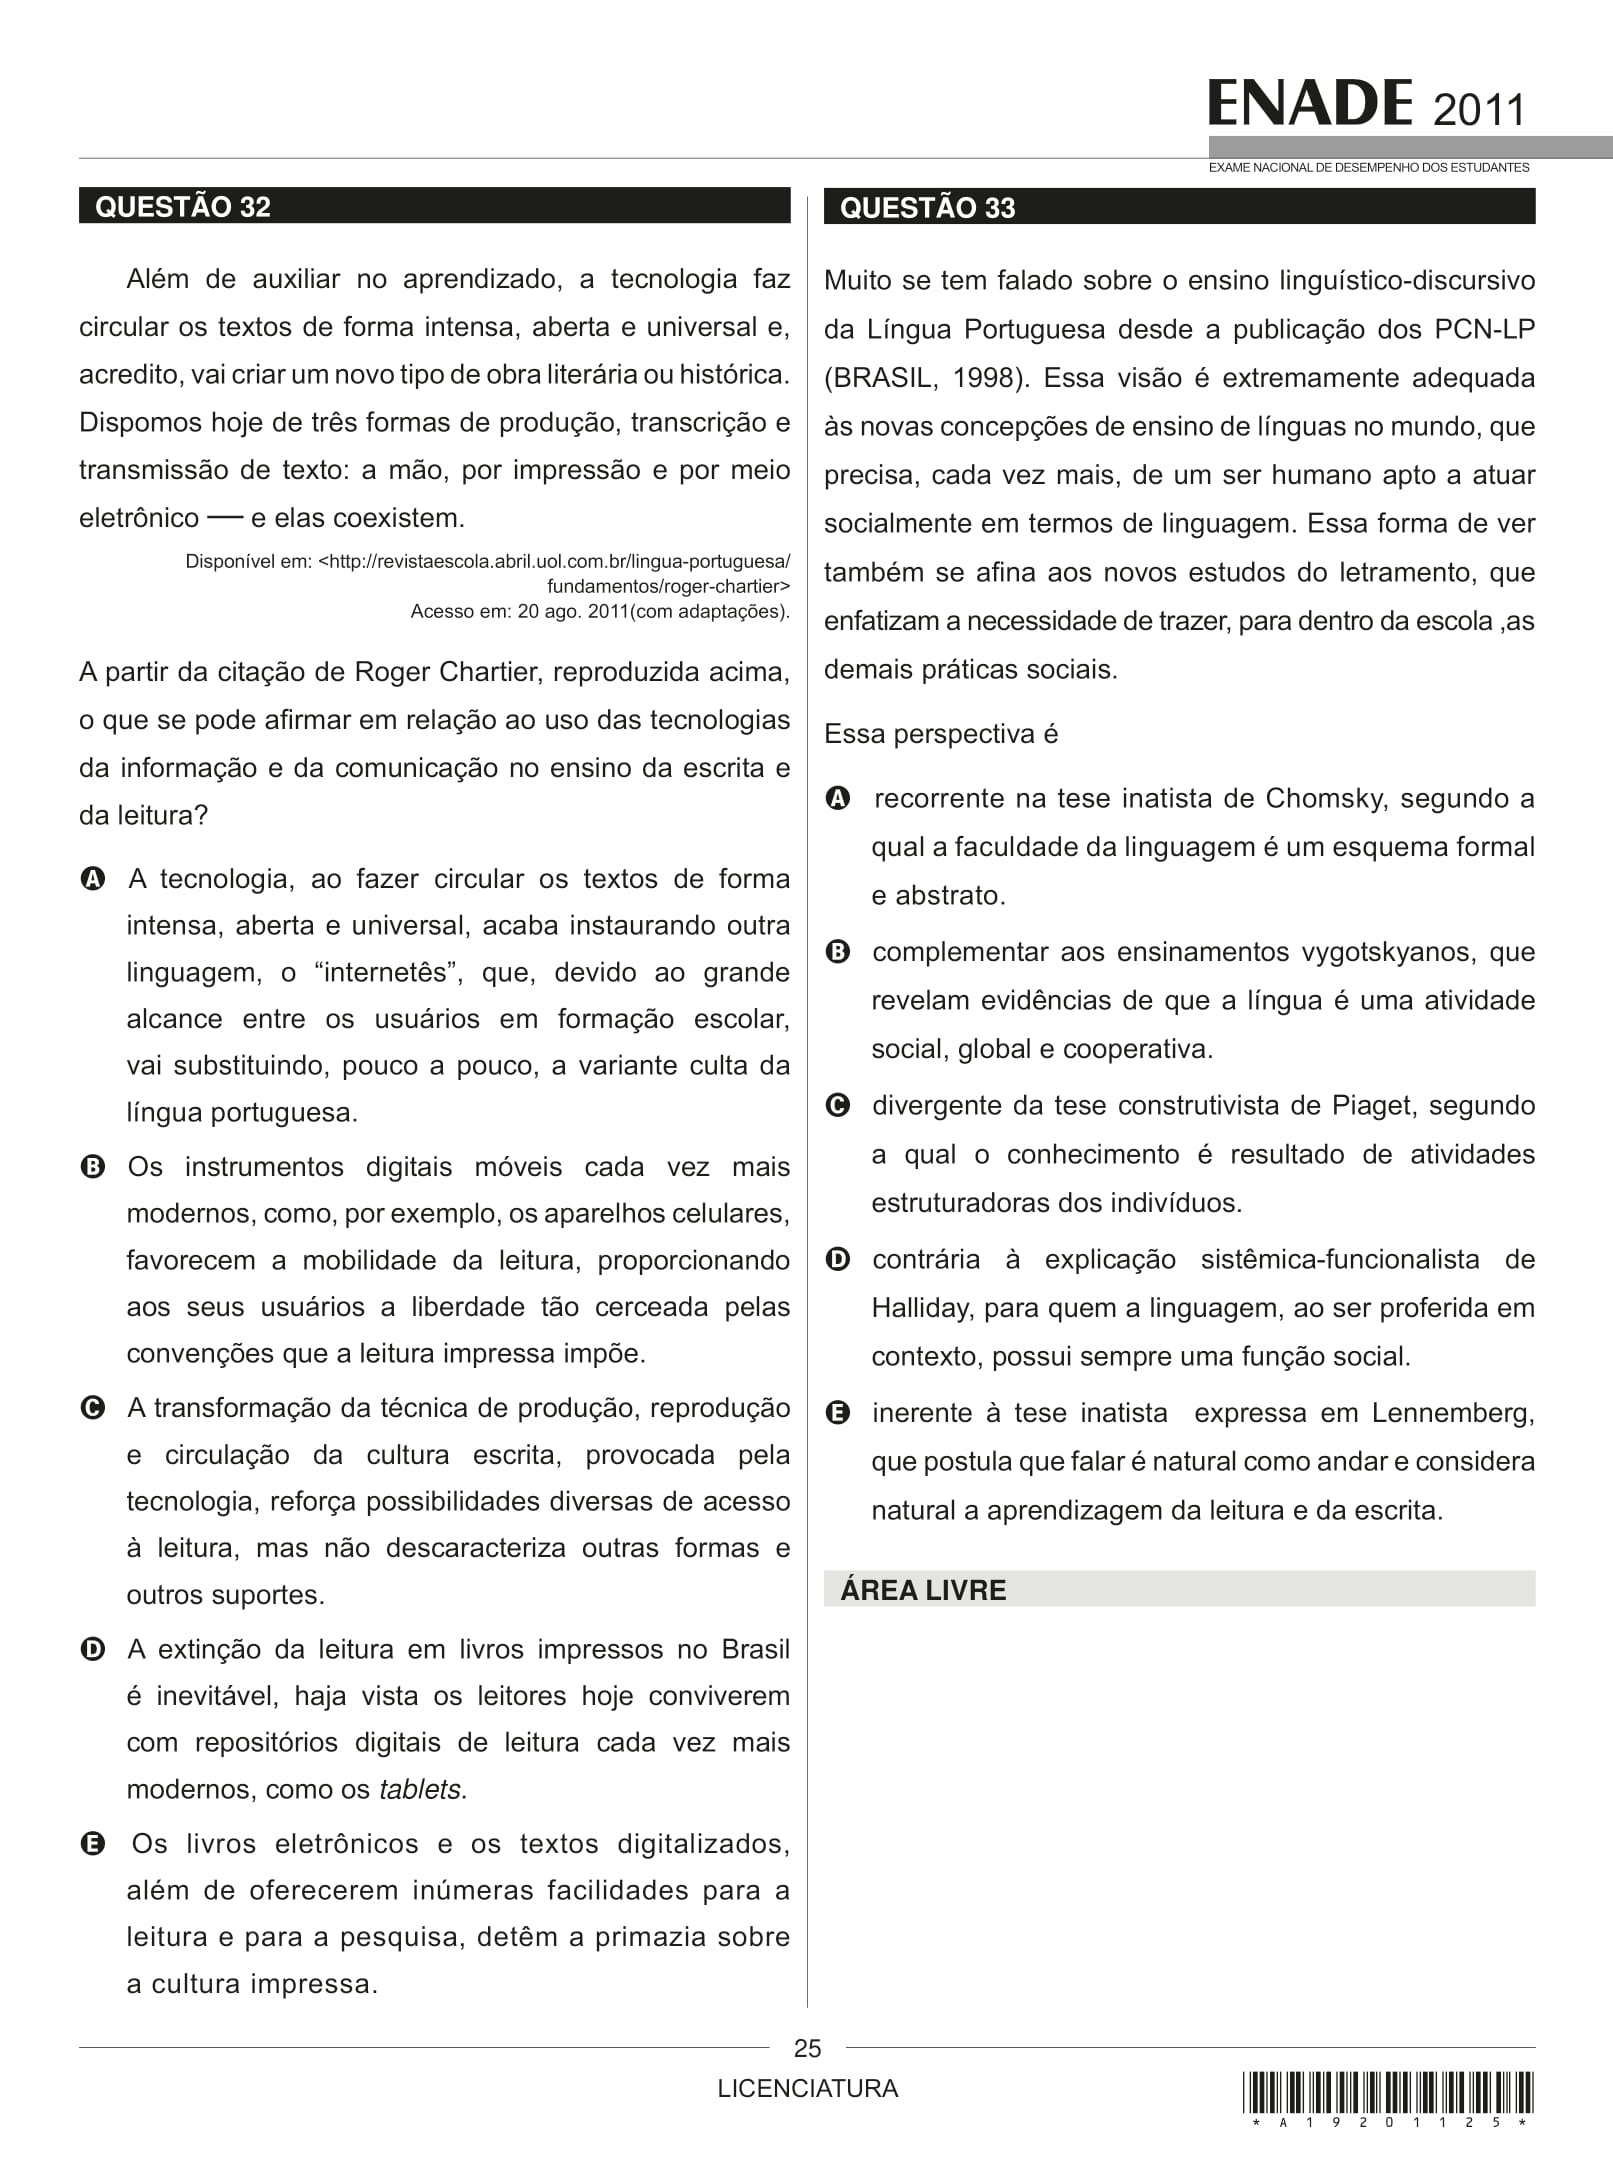 ENADE 2011
EXAME NACIONAL DE DESEMPENHO DOS ESTUDANTES
QUESTÃO 32
Além de auxiliar no aprendizado, a tecnologia faz
circular os textos de forma intensa, aberta e universal e,
acredito, vai criar um novo tipo de obra literária ou histórica.
Dispomos hoje de três formas de produção, transcrição e
transmissão de texto: a mão, por impressão e por meio
eletrônico — e elas coexistem.
Disponível em: <http://revistaescola.abril.uol.com.br/lingua-portuguesa/
fundamentos/roger-chartier>
Acesso em: 20 ago. 2011(com adaptações).
A partir da citação de Roger Chartier, reproduzida acima,
o que se pode afirmar em relação ao uso das tecnologias
da informação e da comunicação no ensino da escrita e
da leitura?
A A tecnologia, ao fazer circular os textos de forma
intensa, aberta e universal, acaba instaurando outra
linguagem, o “internetês”, que, devido ao grande
alcance entre os usuários em formação escolar,
vai substituindo, pouco a pouco, a variante culta da
língua portuguesa.
B Os instrumentos digitais móveis cada vez mais
modernos, como, por exemplo, os aparelhos celulares,
favorecem a mobilidade da leitura, proporcionando
aos seus usuários a liberdade tão cerceada pelas
convenções que a leitura impressa impõe.
C A transformação da técnica de produção, reprodução
e circulação da cultura escrita, provocada pela
tecnologia, reforça possibilidades diversas de acesso
à leitura, mas não descaracteriza outras formas e
outros suportes.
D A extinção da leitura em livros impressos no Brasil
é inevitável, haja vista os leitores hoje conviverem
com repositórios digitais de leitura cada vez mais
modernos, como os tablets.
E Os livros eletrônicos e os textos digitalizados,
além de oferecerem inúmeras facilidades para a
leitura e para a pesquisa, detêm a primazia sobre
a cultura impressa.
QUESTÃO 33
Muito se tem falado sobre o ensino linguístico-discursivo
da Língua Portuguesa desde a publicação dos PCN-LP
(BRASIL, 1998). Essa visão é extremamente adequada
às novas concepções de ensino de línguas no mundo, que
precisa, cada vez mais, de um ser humano apto a atuar
socialmente em termos de linguagem. Essa forma de ver
também se afina aos novos estudos do letramento, que
enfatizam a necessidade de trazer, para dentro da escola ,as
demais práticas sociais.
Essa perspectiva é
A recorrente na tese inatista de Chomsky, segundo a
qual a faculdade da linguagem é um esquema formal
e abstrato.
B complementar aos ensinamentos vygotskyanos, que
revelam evidências de que a língua é uma atividade
social, global e cooperativa.
C divergente da tese construtivista de Piaget, segundo
a qual o conhecimento é resultado de atividades
estruturadoras dos indivíduos.
D contrária à explicação sistêmica-funcionalista de
Halliday, para quem a linguagem, ao ser proferida em
contexto, possui sempre uma função social.
E inerente à tese inatista expressa em Lennemberg,
que postula que falar é natural como andar e considera
natural a aprendizagem da leitura e da escrita.
ÁREA LIVRE
25
LICENCIATURA
*A19201125*